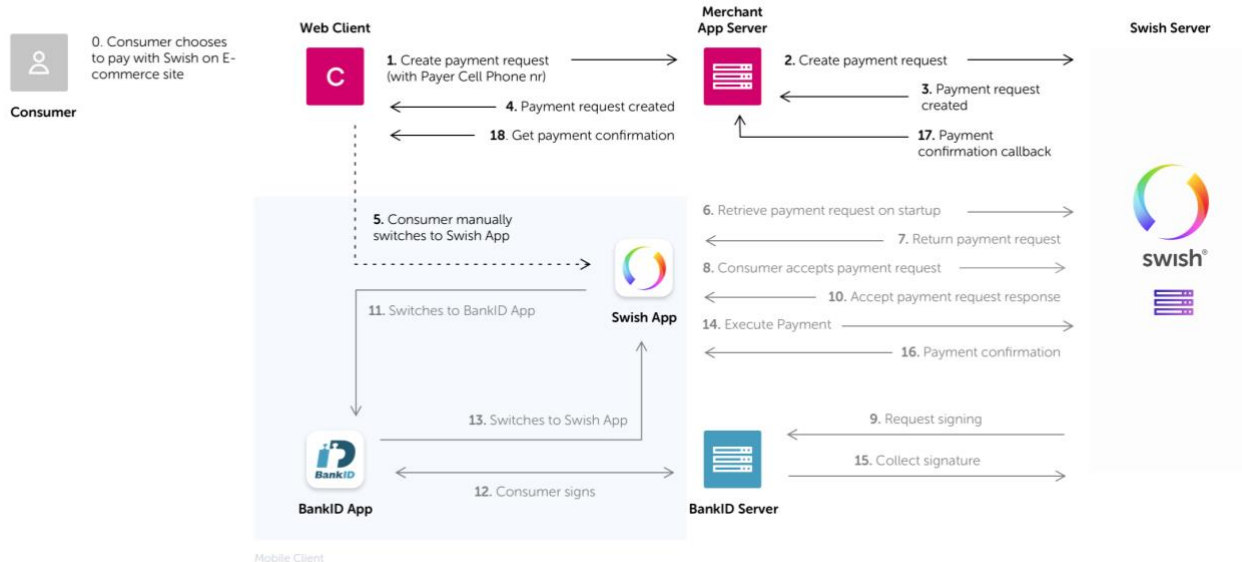 Consumer
0. Consumer chooses
to pay with Swish on E-
commerce site
Web Client
C
1. Create payment request
(with Payer Cell Phone nr)
4. Payment request created
18. Get payment confirmation
Merchant
App Server
2. Create payment request
3. Payment request
created
17. Payment
confirmation callback
Swish Server
swish®
5. Consumer manually
switches to Swish App
Swish App
6. Retrieve payment request on startup
7. Return payment request
8. Consumer accepts payment request
10. Accept payment request response
14. Execute Payment
16. Payment confirmation
11. Switches to BankID App
13. Switches to Swish App
9. Request signing
15. Collect signature
12. Consumer signs
BankID
BankID App
BankID Server
Mobile Client